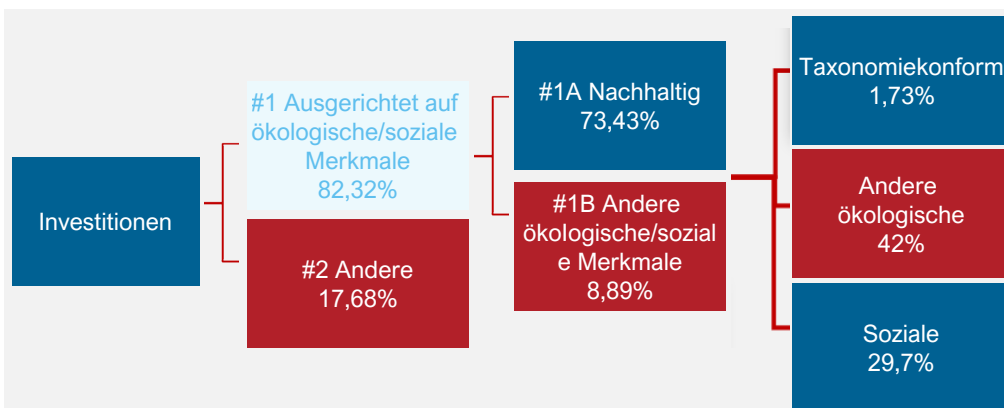 Investitionen
#1 Ausgerichtet auf
ökologische/soziale
Merkmale
82,32%
#2 Andere
17,68%
#1A Nachhaltig
73,43%
#1B Andere
ökologische/sozial
e Merkmale
8,89%
Taxonomiekonform
1,73%
Andere
ökologische
42%
Soziale
29,7%